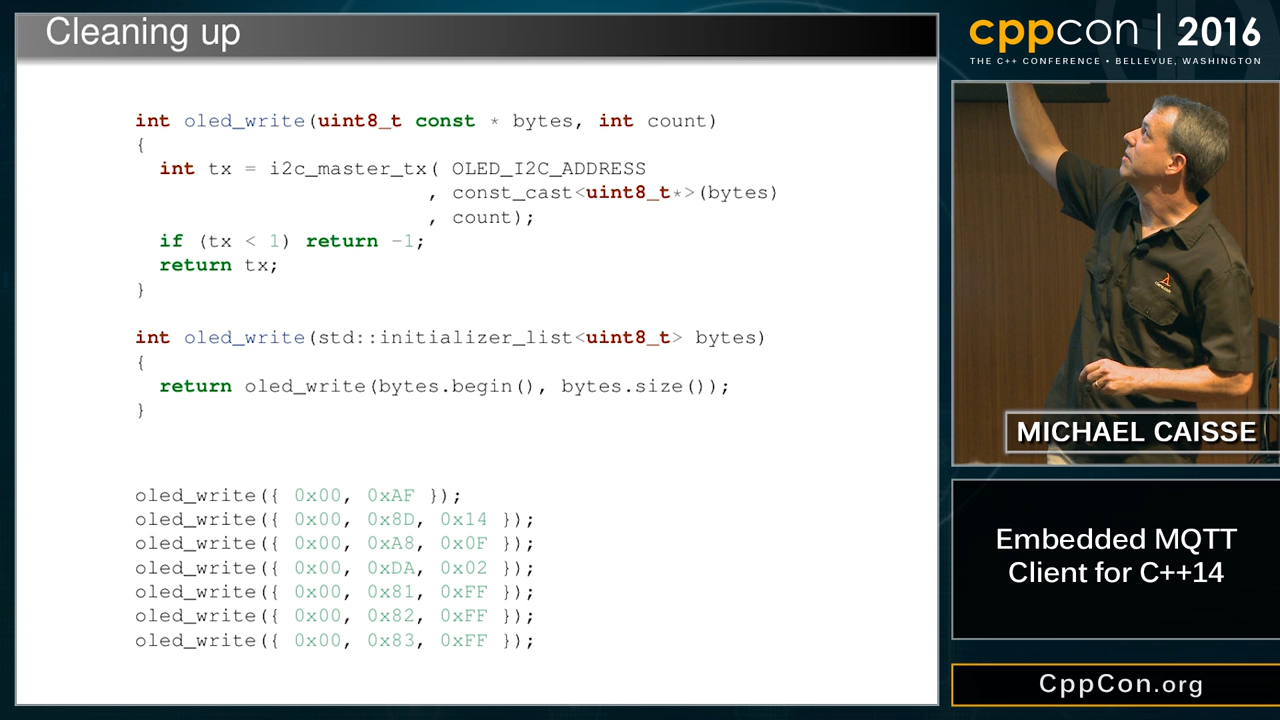 Cleaning up
int oled_write(uint8_t const * bytes, int count)
{
int tx = i2c_master_tx( OLED_I2C_ADDRESS
, const_cast<uint8_t*>(bytes)
, count);
if (tx < 1) return -1;
return tx;
}
int oled_write(std::initializer_list<uint8_t> bytes)
{
return oled_write(bytes.begin(), bytes.size());
}
oled_write({ 0x00, 0xAF });
oled_write({ 0x00, 0x8D, 0x14 });
oled_write({ 0x00, 0xA8, 0x0F });
oled_write({ 0x00, 0xDA, 0x02 });
oled_write({ 0x00, 0x81, 0xFF });
oled_write({ 0x00, 0x82, 0xFF });
oled_write({ 0x00, 0x83, 0xFF });
cppcon | 2016
THE C++ CONFERENCE • BELLEVUE, WASHINGTON
MICHAEL CAISSE
Embedded MQTT
Client for C++14
CppCon.org